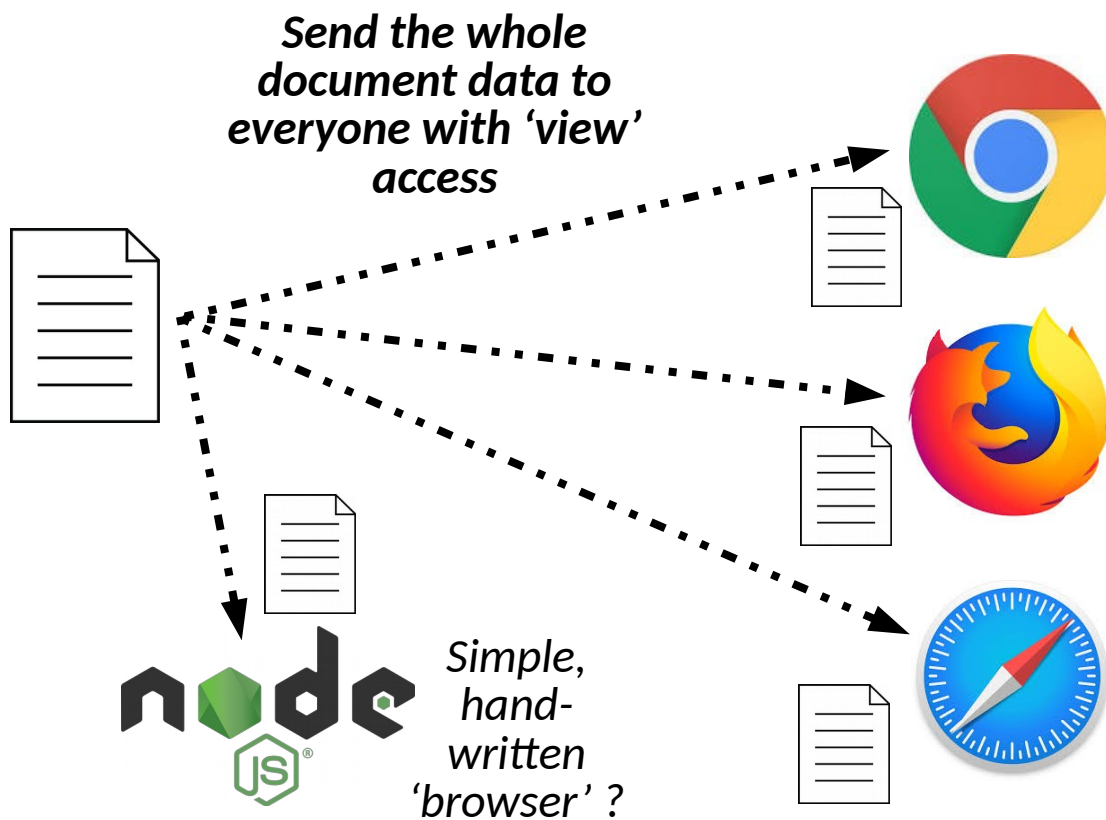 Send the whole
document data to
everyone with ‘view’
access
node
JS®
Simple,
hand-
written
‘browser’ ?